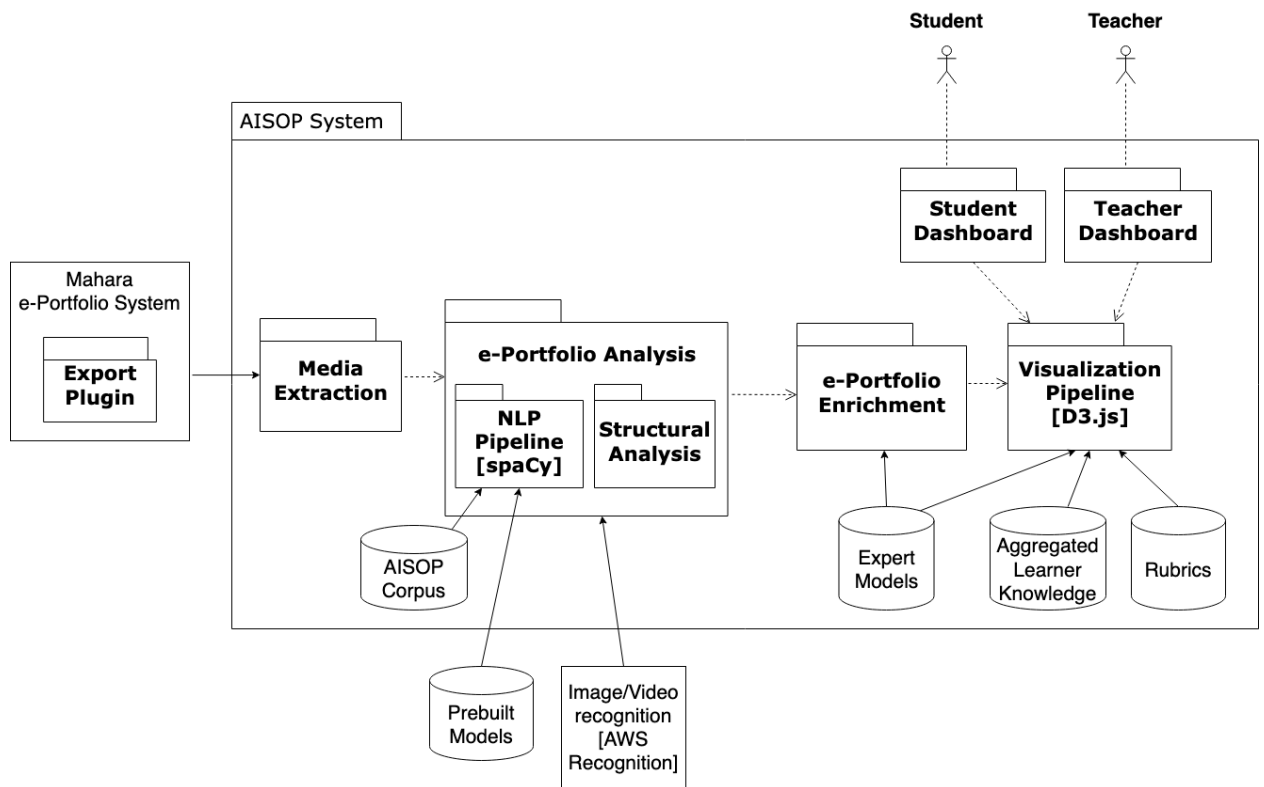 Student
Teacher
AISOP System
Student
Dashboard
Teacher
Dashboard
Mahara
e-Portfolio System
Export
Plugin
Media
Extraction
e-Portfolio Analysis
NLP
Pipeline
[spaCy]
Structural
Analysis
e-Portfolio
Enrichment
Visualization
Pipeline
[D3.js]
AISOP
Corpus
Expert
Models
Aggregated
Learner
Knowledge
Rubrics
Prebuilt
Models
Image/Video
recognition
[AWS
Recognition]